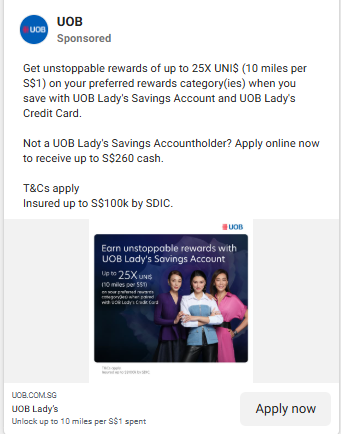 UOB
UOB
Sponsored
Get unstoppable rewards of up to 25X UNI$ (10 miles per
S$1) on your preferred rewards category(ies) when you
save with UOB Lady's Savings Account and UOB Lady's
Credit Card.
Not a UOB Lady's Savings Accountholder? Apply online now
to receive up to S$260 cash.
T&Cs apply
Insured up to S$100k by SDIC.
UOB
Earn unstoppable rewards with
UOB Lady's Savings Account
Up to 25X UNI$
(10 miles per S$1)
on your preferred rewards
category(ies) when paired
with UOB Lady's Credit Card
T&Cs apply
Insured up to S$100k by SDIC
UOB.COM.SG
UOB Lady's
Unlock up to 10 miles per S$1 spent
Apply now